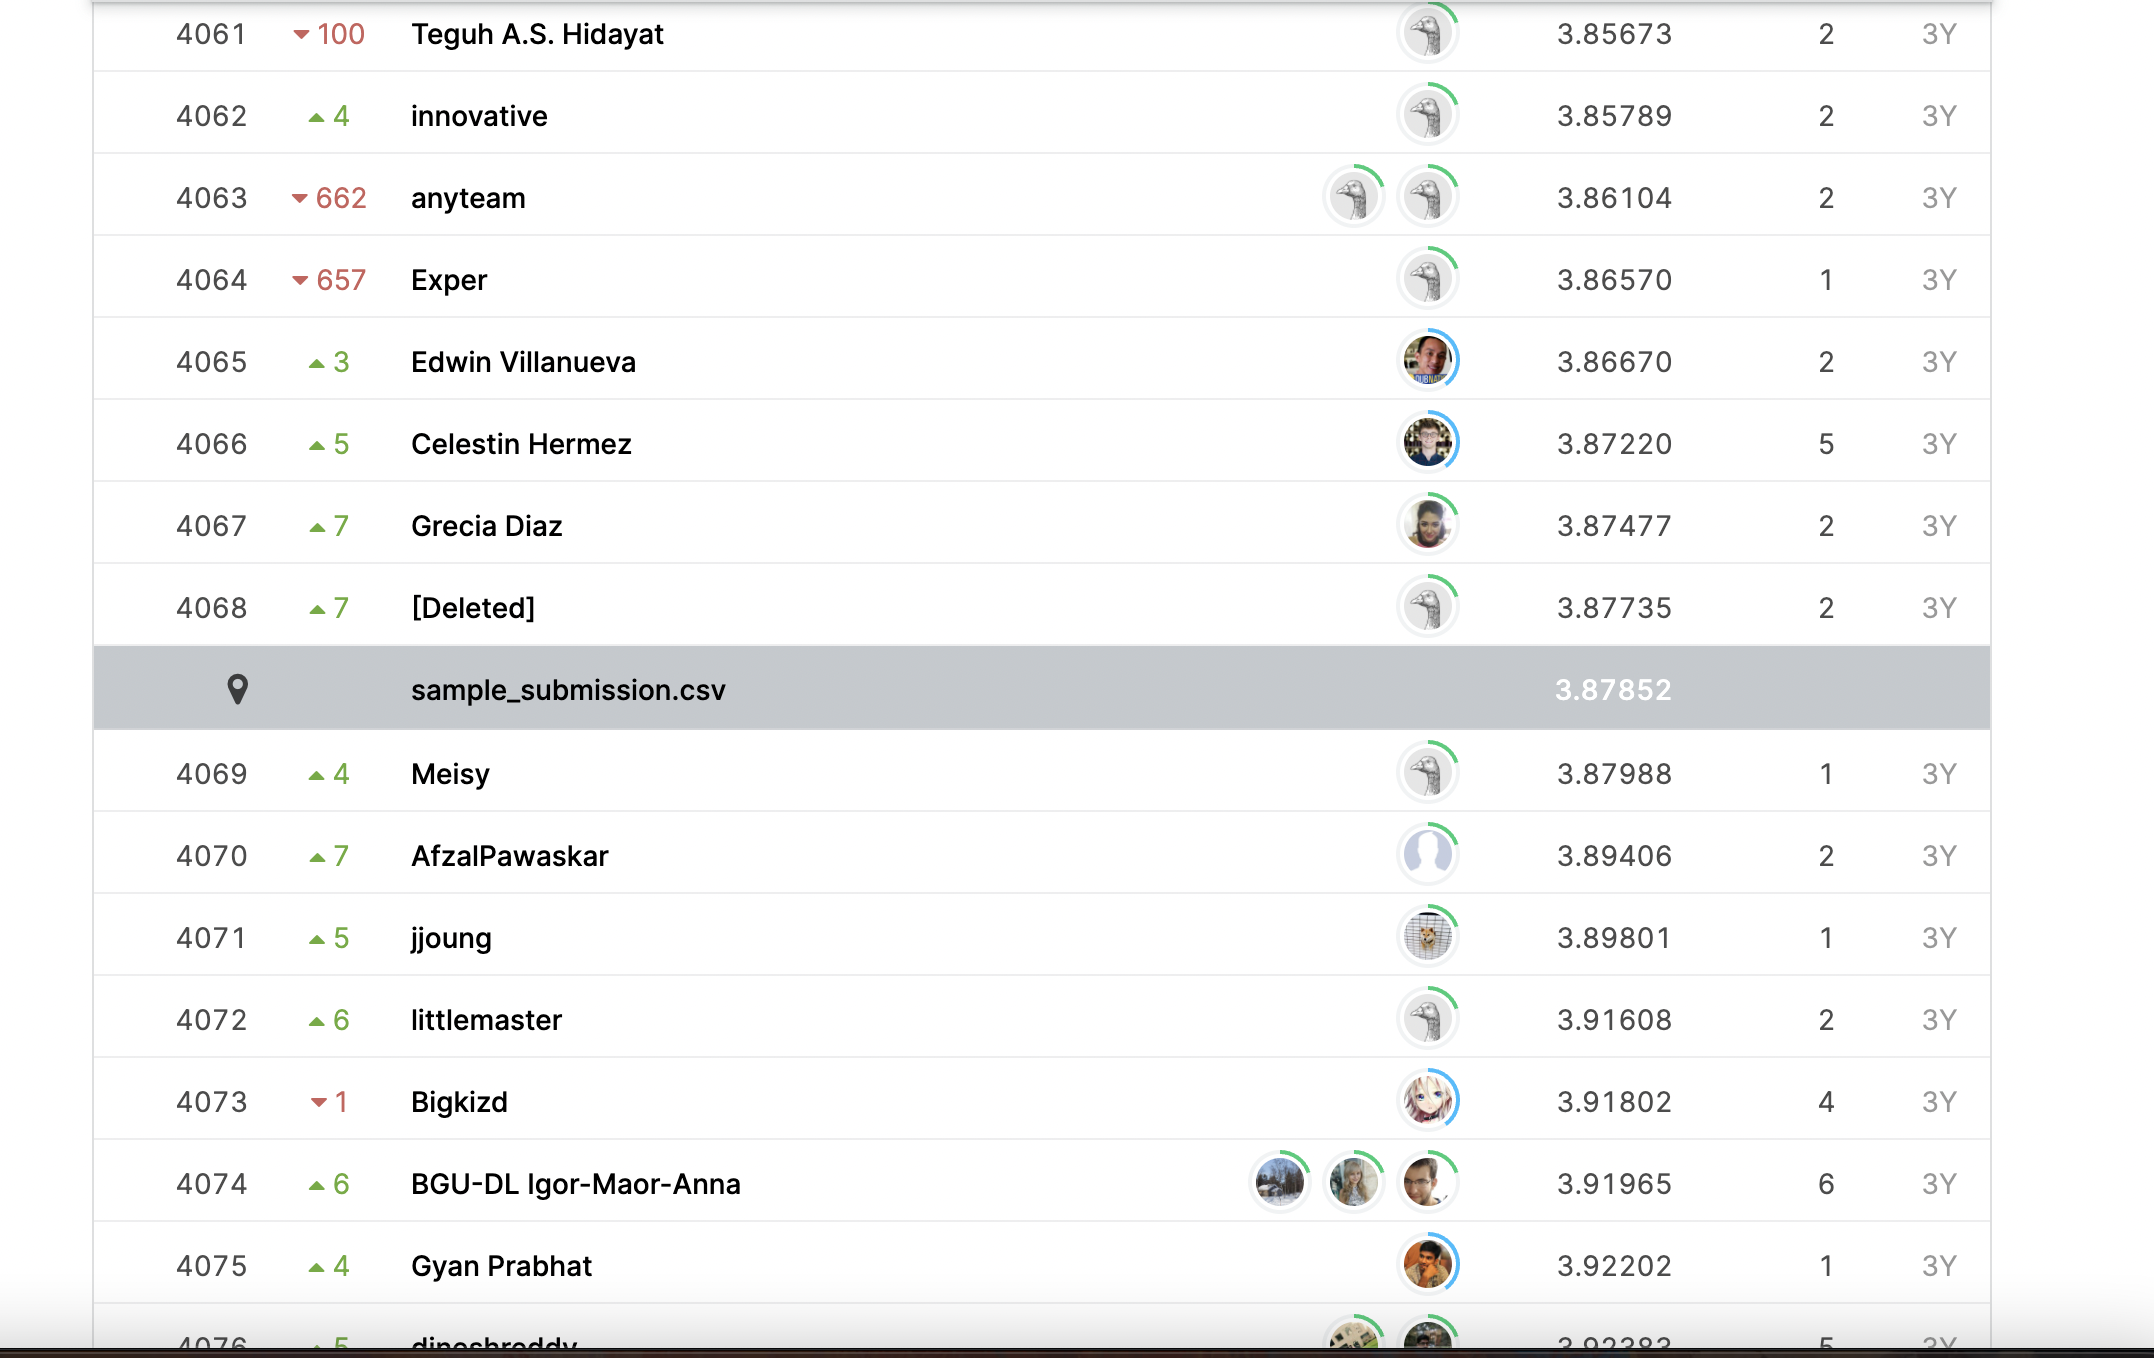 4061 100 Teguh A.S. Hidayat 3.85673 2 3Y
4062 4 innovative 3.85789 2 3Y
4063 662 anyteam 3.86104 2 3Y
4064 657 Exper 3.86570 1 3Y
4065 3 Edwin Villanueva 3.86670 2 3Y
4066 5 Celestin Hermez 3.87220 5 3Y
4067 7 Grecia Diaz 3.87477 2 3Y
4068 7 [Deleted] 3.87735 2 3Y
sample_submission.csv 3.87852
4069 4 Meisy 3.87988 1 3Y
4070 7 AfzalPawaskar 3.89406 2 3Y
4071 5 jjoung 3.89801 1 3Y
4072 6 littlemaster 3.91608 2 3Y
4073 1 Bigkizd 3.91802 4 3Y
4074 6 BGU-DL Igor-Maor-Anna 3.91965 6 3Y
4075 4 Gyan Prabhat 3.92202 1 3Y
4076 5 dineshreddy 3.92383 5 3Y